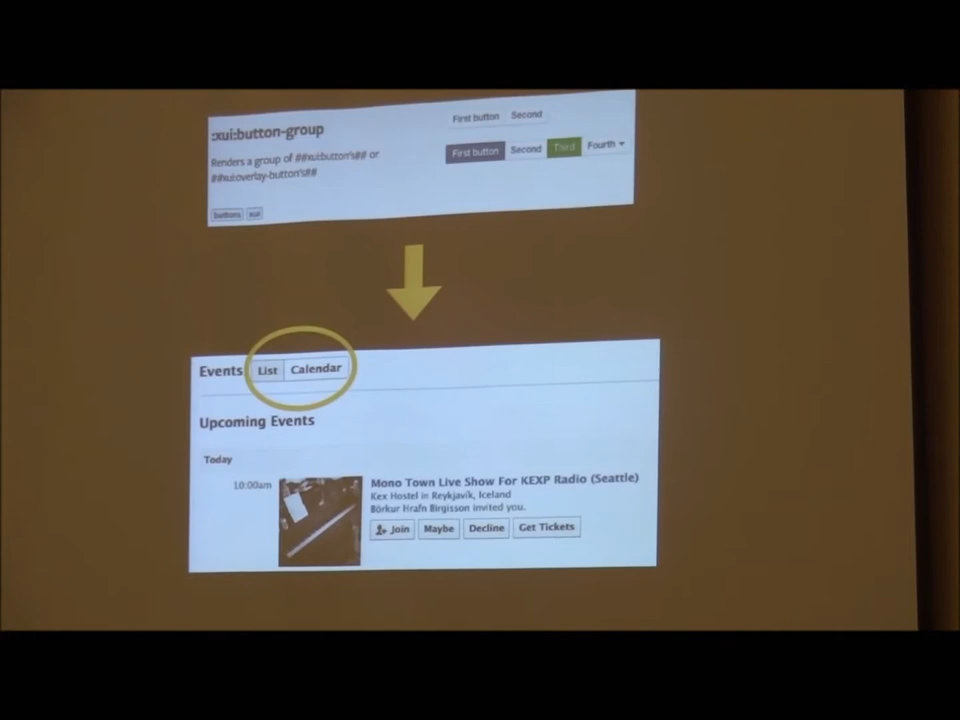 :xui:button-group
First button Second
Renders a group of ##xui:button's## or
##xui:overlay-button's##
First button Second Third Fourth
buttons xui
Events List Calendar
Upcoming Events
Today
10:00am
Mono Town Live Show For KEXP Radio (Seattle)
Kex Hostel in Reykjavík, Iceland
Börkur Hrafn Birgisson invited you.
Join Maybe Decline Get Tickets